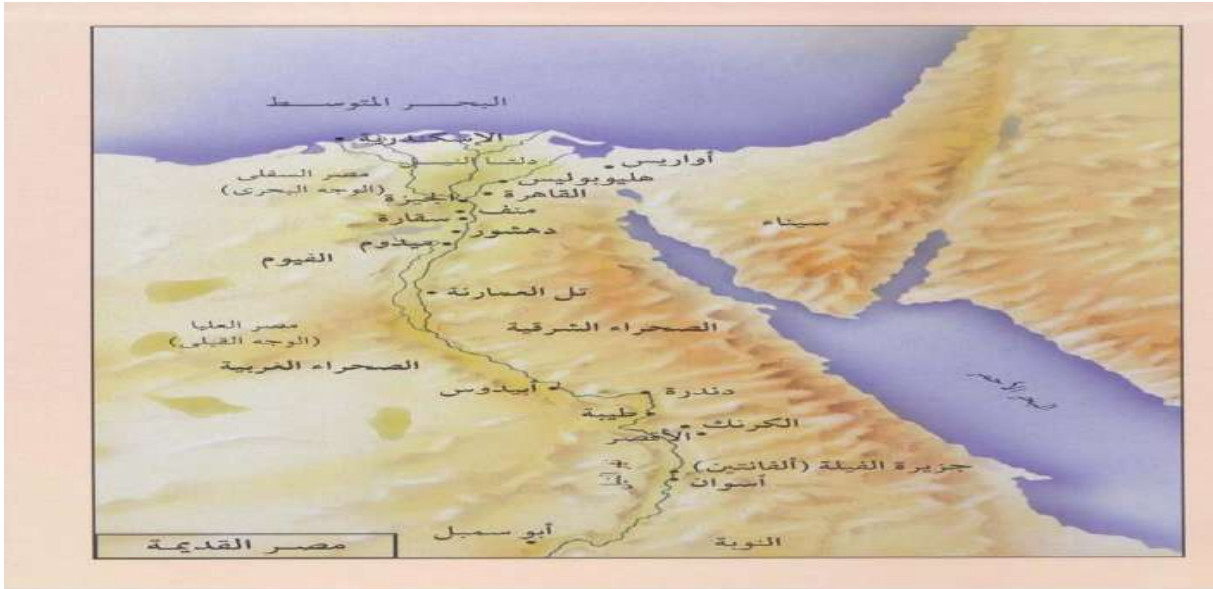 البحر المتوسط
الإسكندرية
دلتا النيل
أواريس
مصر السفلى
(الوجه البحرى)
هليوبوليس
القاهرة
الجيزة
منف
سقارة
دهشور
ميدوم
سيناء
الفيوم
تل العمارنة
مصر العليا
(الوجه القبلى)
الصحراء الشرقية
الصحراء الغربية
البحر الأحمر
أبيدوس
دندرة
طيبة
الكرنك
الأقصر
جزيرة الفيلة (ألفانتين)
أسوان
أبو سمبل
النوبة
مصر القديمة